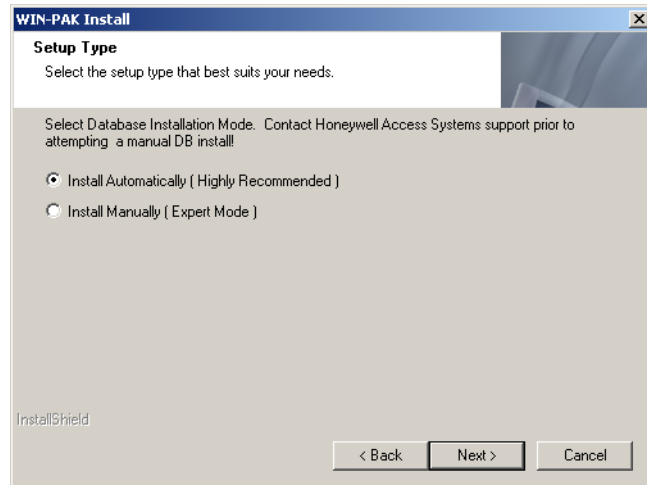 WIN-PAK Install
Setup Type
Select the setup type that best suits your needs.
Select Database Installation Mode.  Contact Honeywell Access Systems support prior to
attempting  a manual DB install!
Install Automatically ( Highly Recommended )
Install Manually ( Expert Mode )
InstallShield
< Back
Next >
Cancel